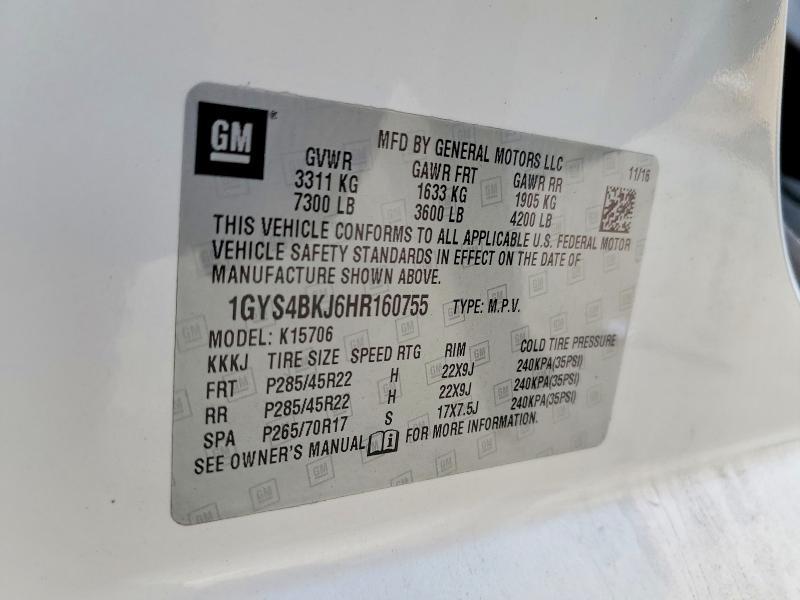 GM
MFD BY GENERAL MOTORS LLC
11/16
GVWR GAWR FRT GAWR RR
3311 KG 1633 KG 1905 KG
7300 LB 3600 LB 4200 LB
THIS VEHICLE CONFORMS TO ALL APPLICABLE U.S. FEDERAL MOTOR
VEHICLE SAFETY STANDARDS IN EFFECT ON THE DATE OF
MANUFACTURE SHOWN ABOVE.
1GYS4BKJ6HR160755 TYPE: M.P.V.
MODEL: K15706
KKKJ TIRE SIZE SPEED RTG RIM COLD TIRE PRESSURE
FRT P285/45R22 H 22X9J 240KPA(35PSI)
RR P285/45R22 H 22X9J 240KPA(35PSI)
SPA P265/70R17 S 17X7.5J 240KPA(35PSI)
SEE OWNER'S MANUAL FOR MORE INFORMATION.